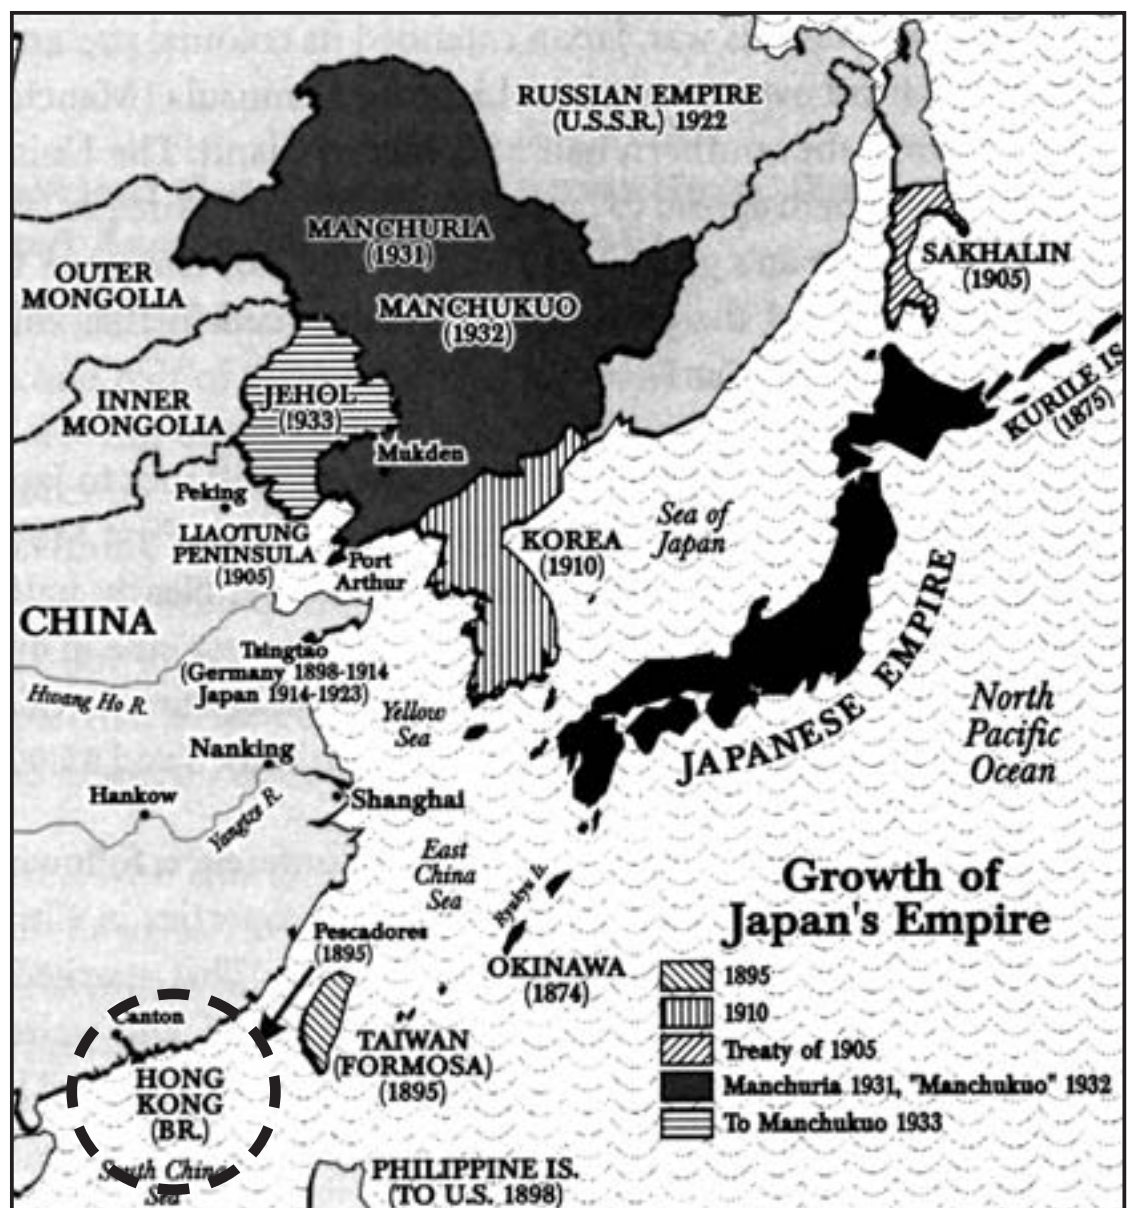 RUSSIAN EMPIRE
(U.S.S.R.) 1922
MANCHURIA
(1931)
MANCHUKUO
(1932)
SAKHALIN
(1905)
OUTER
MONGOLIA
INNER
MONGOLIA
JEHOL
(1933)
Mukden
KURILE IS
(1875)
Peking
LIAOTUNG
PENINSULA
(1905)
Port
Arthur
KOREA
(1910)
Sea of
Japan
CHINA
Tsingtao
(Germany 1898-1914
Japan 1914-1923)
Hwang Ho R.
Yellow
Sea
JAPANESE EMPIRE
North
Pacific
Ocean
Nanking
Hankow
Yangtze R.
Shanghai
East
China
Sea
Ryukyu Is.
OKINAWA
(1874)
Pescadores
(1895)
TAIWAN
(FORMOSA)
(1895)
Canton
HONG
KONG
(BR.)
South China
Sea
PHILIPPINE IS.
(TO U.S. 1898)
Growth of
Japan's Empire
1895
1910
Treaty of 1905
Manchuria 1931, "Manchukuo" 1932
To Manchukuo 1933